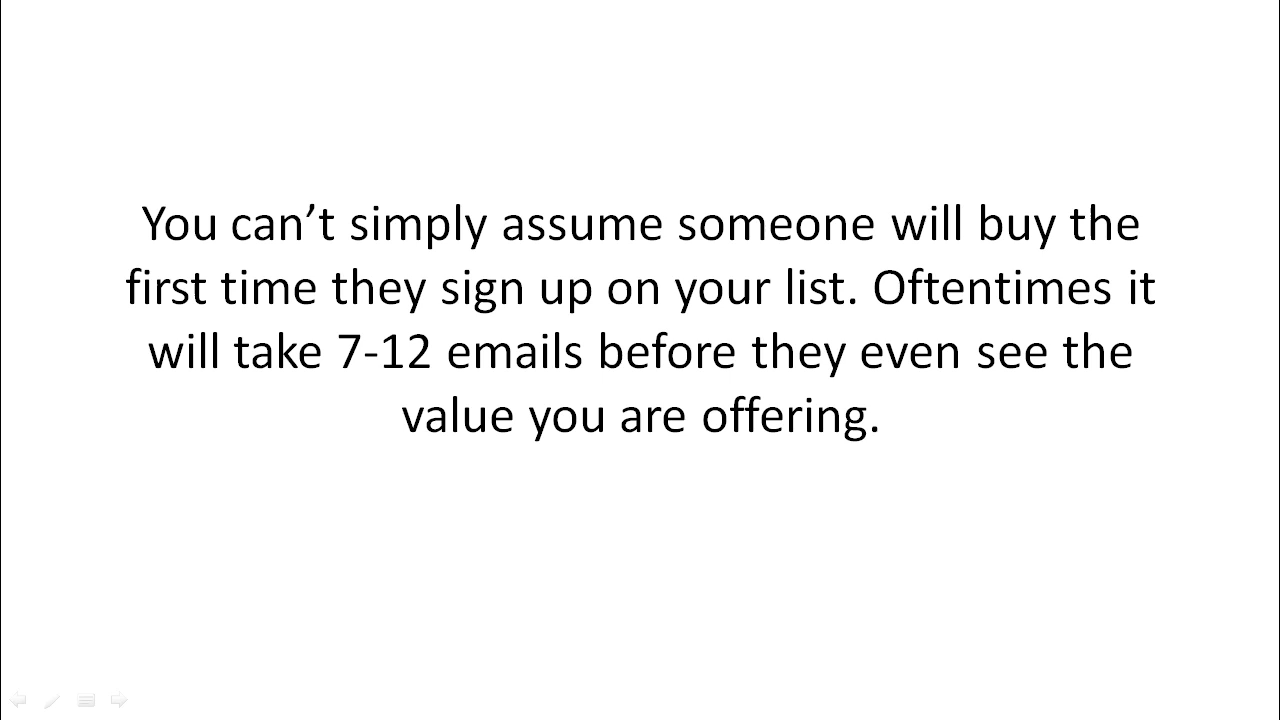 You can’t simply assume someone will buy the
first time they sign up on your list. Oftentimes it
will take 7-12 emails before they even see the
value you are offering.